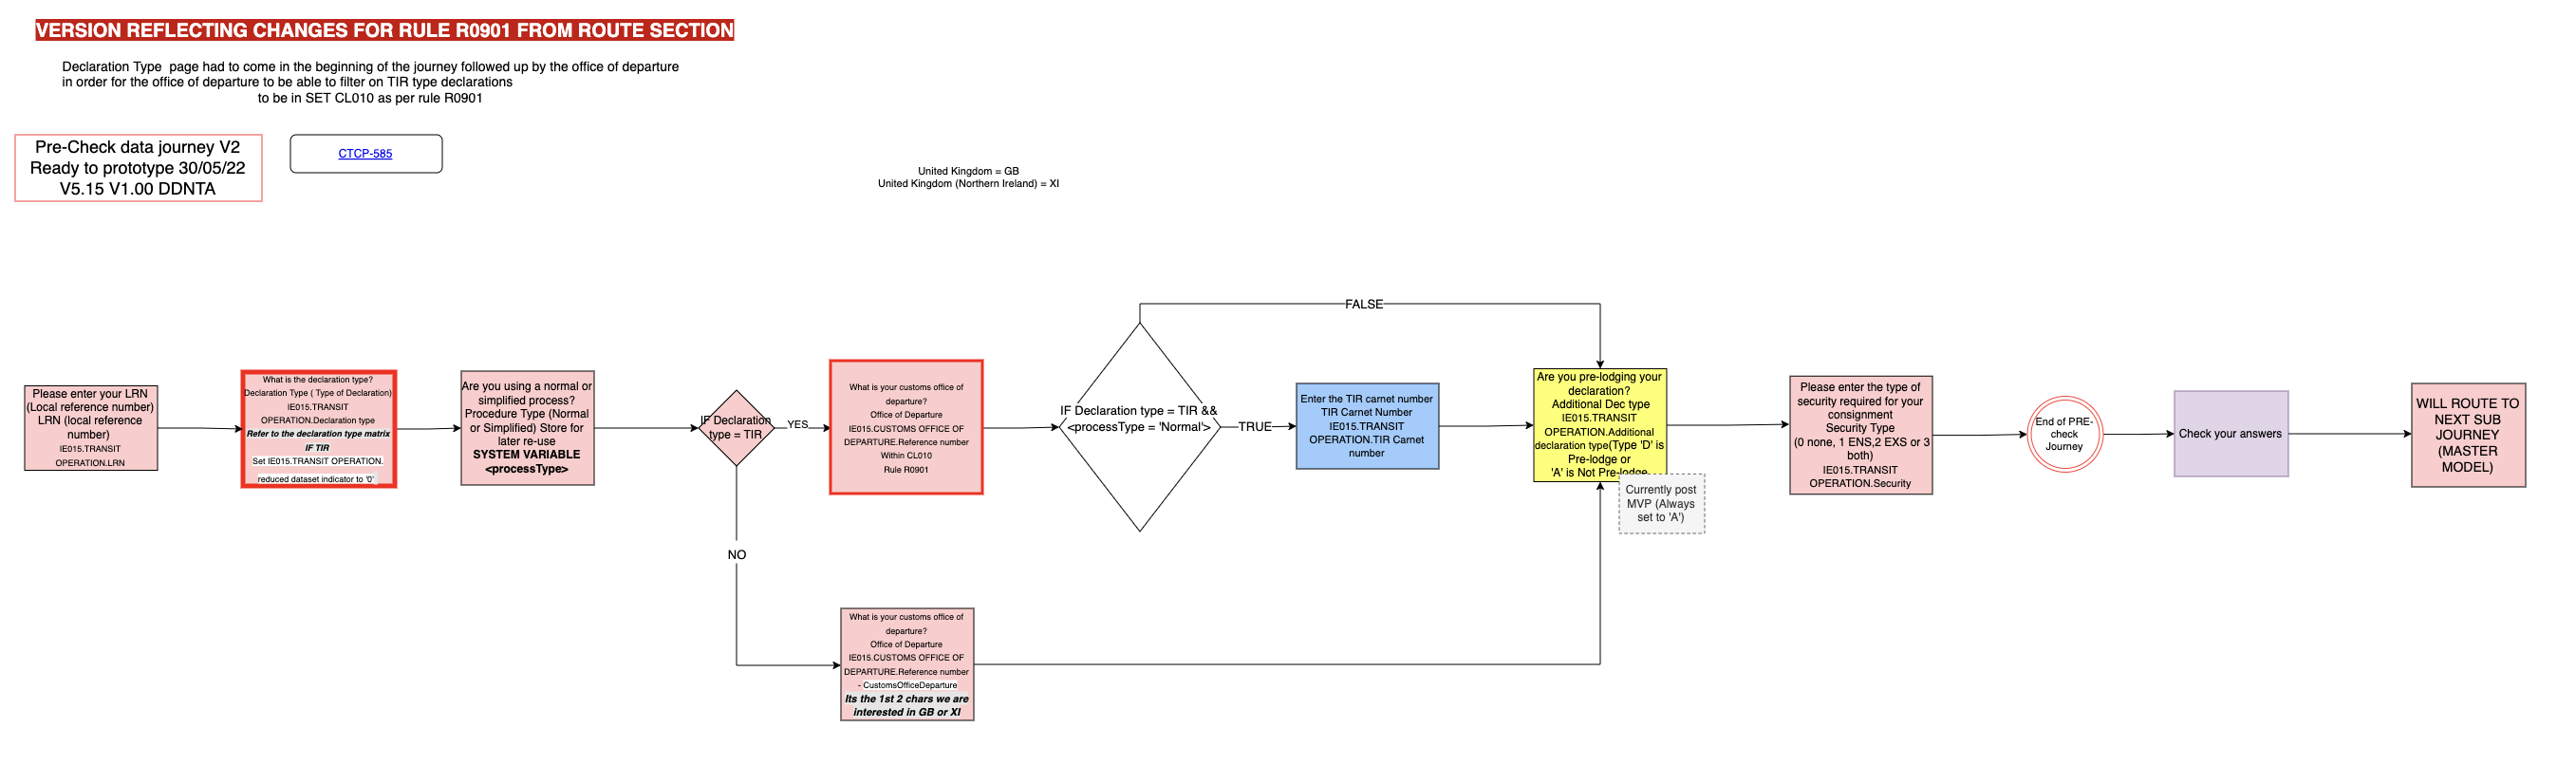 VERSION REFLECTING CHANGES FOR RULE R0901 FROM ROUTE SECTION
Declaration Type  page had to come in the beginning of the journey followed up by the office of departure
in order for the office of departure to be able to filter on TIR type declarations
to be in SET CL010 as per rule R0901
Pre-Check data journey V2
Ready to prototype 30/05/22
V5.15 V1.00 DDNTA
CTCP-585
United Kingdom = GB
United Kingdom (Northern Ireland) = XI
Please enter your LRN
(Local reference number)
LRN (local reference
number)
IE015.TRANSIT
OPERATION.LRN
What is the declaration type?
Declaration Type ( Type of Declaration)
IE015.TRANSIT
OPERATION.Declaration type
Refer to the declaration type matrix
IF TIR
Set IE015.TRANSIT OPERATION.
reduced dataset indicator to '0'
Are you using a normal or
simplified process?
Procedure Type (Normal
or Simplified) Store for
later re-use
SYSTEM VARIABLE
<processType>
IF Declaration
type = TIR
YES
NO
What is your customs office of
departure?
Office of Departure
IE015.CUSTOMS OFFICE OF
DEPARTURE.Reference number
Within CL010
Rule R0901
What is your customs office of
departure?
Office of Departure
IE015.CUSTOMS OFFICE OF
DEPARTURE.Reference number
- CustomsOfficeDeparture
Its the 1st 2 chars we are
interested in GB or XI
IF Declaration type = TIR &&
<processType = 'Normal'>
FALSE
TRUE
Enter the TIR carnet number
TIR Carnet Number
IE015.TRANSIT
OPERATION.TIR Carnet
number
Are you pre-lodging your
declaration?
Additional Dec type
IE015.TRANSIT
OPERATION.Additional
declaration type(Type 'D' is
Pre-lodge or
'A' is Not Pre-lodge
Currently post
MVP (Always
set to 'A')
Please enter the type of
security required for your
consignment
Security Type
(0 none, 1 ENS,2 EXS or 3
both)
IE015.TRANSIT
OPERATION.Security
End of PRE-
check
Journey
Check your answers
WILL ROUTE TO
NEXT SUB
JOURNEY
(MASTER
MODEL)